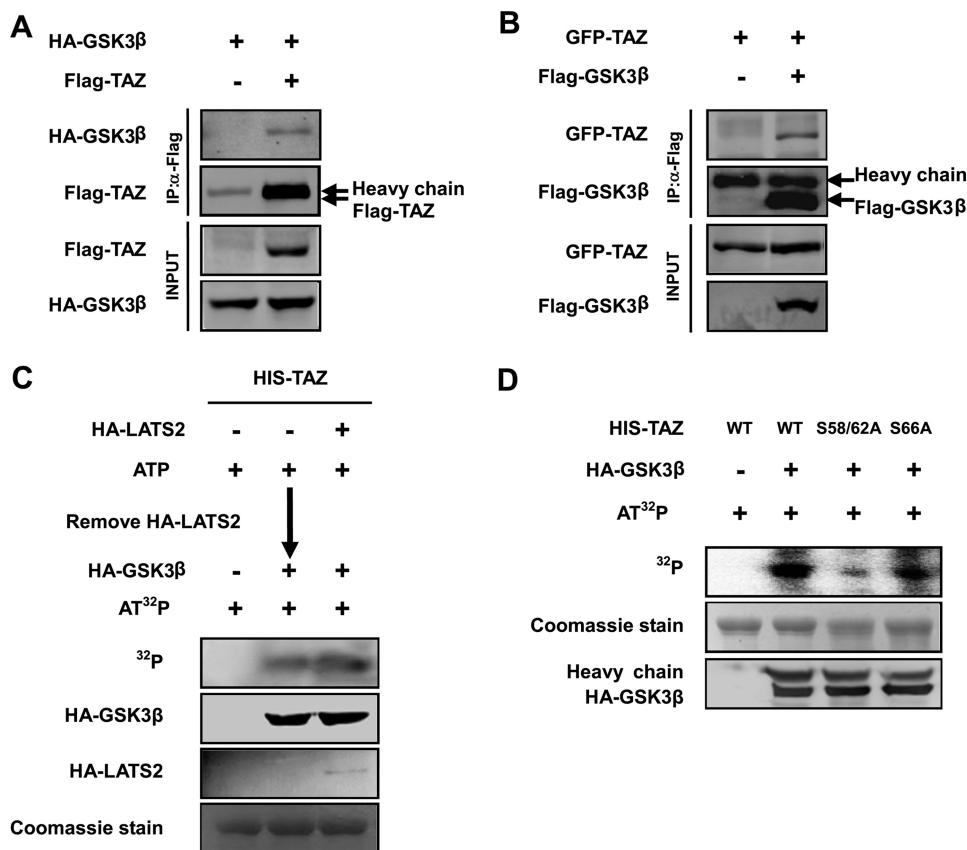 A
HA-GSK3β + +
Flag-TAZ - +
IP:α-Flag
HA-GSK3β
Flag-TAZ
Heavy chain
Flag-TAZ
INPUT
Flag-TAZ
HA-GSK3β
B
GFP-TAZ + +
Flag-GSK3β - +
IP:α-Flag
GFP-TAZ
Flag-GSK3β
Heavy chain
Flag-GSK3β
INPUT
GFP-TAZ
Flag-GSK3β
C
HIS-TAZ
HA-LATS2 - - +
ATP + + +
Remove HA-LATS2
HA-GSK3β - + +
AT³²P + + +
³²P
HA-GSK3β
HA-LATS2
Coomassie stain
D
HIS-TAZ WT WT S58/62A S66A
HA-GSK3β - + + +
AT³²P + + + +
³²P
Coomassie stain
Heavy chain
HA-GSK3β